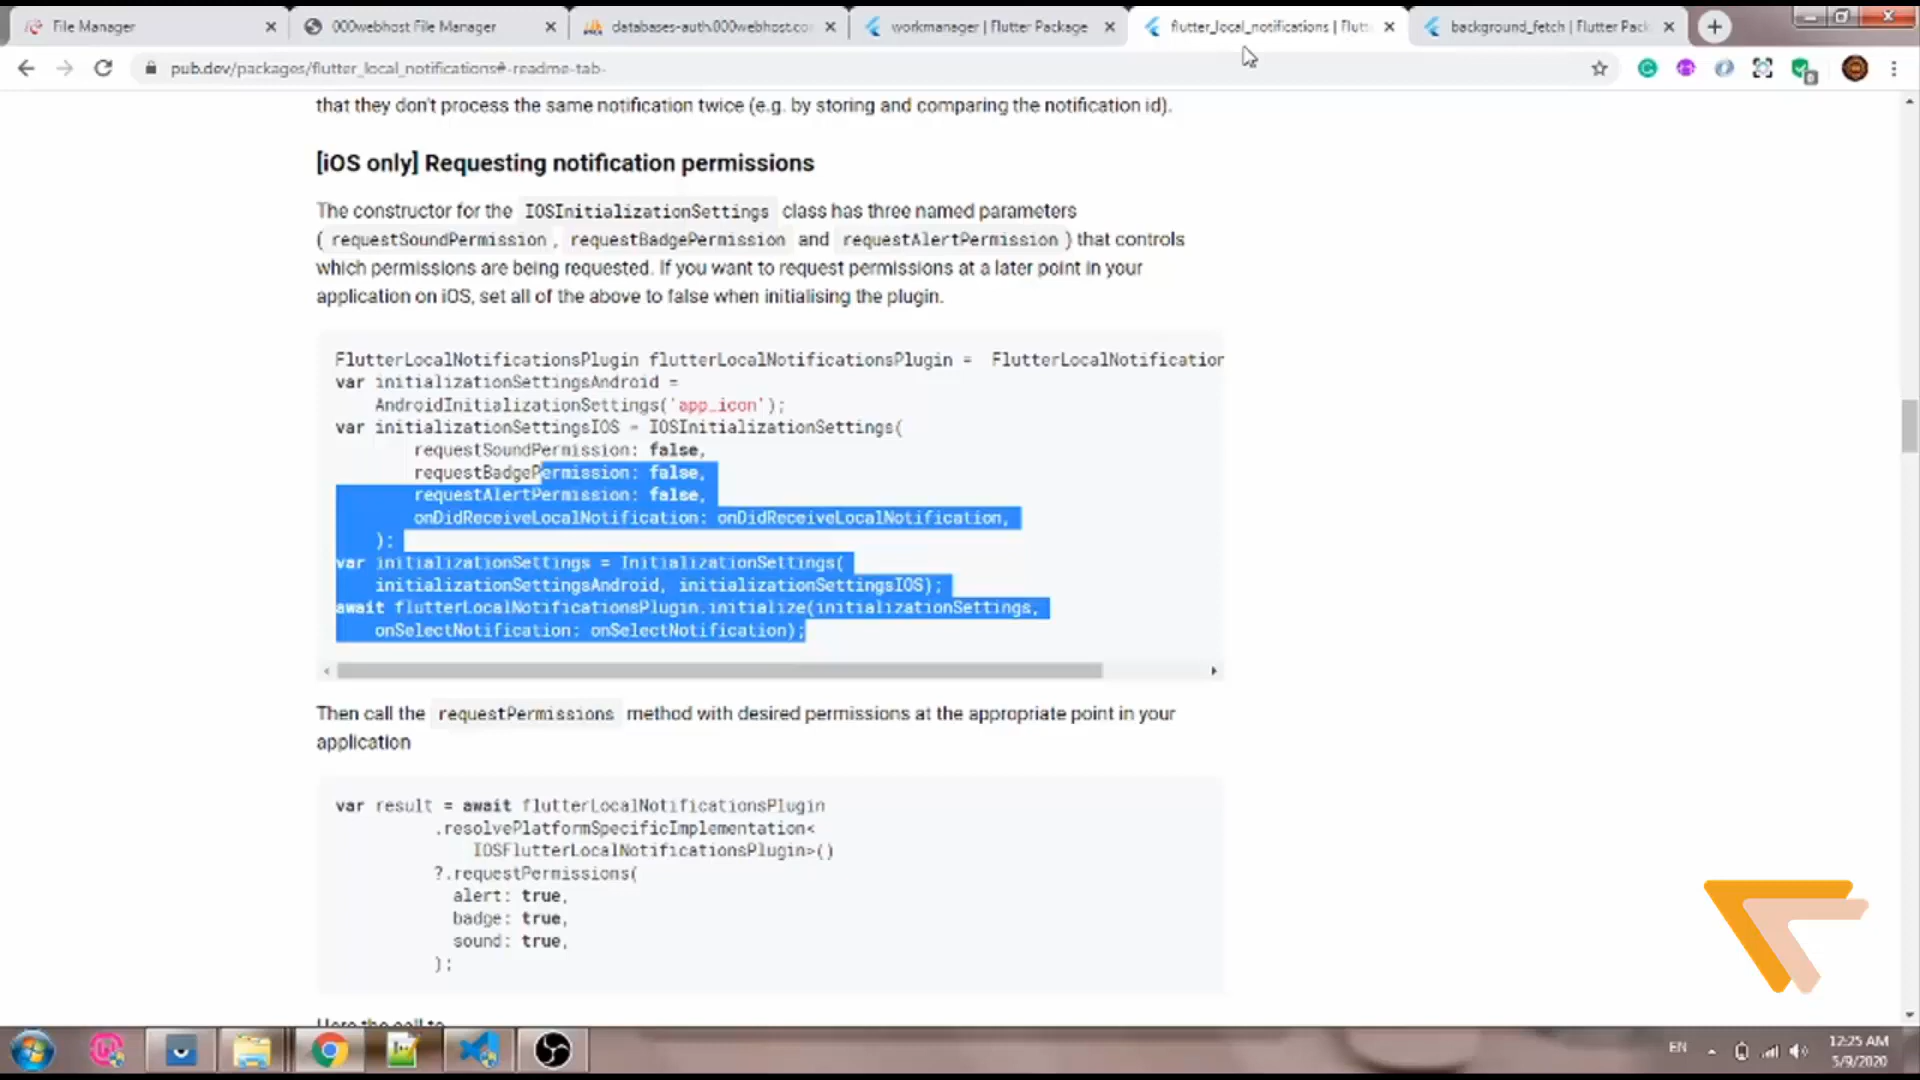 File Manager
000webhost File Manager
databases-auth.000webhost.co
workmanager | Flutter Package
flutter_local_notifications | Flutt
background_fetch | Flutter Pack
pub.dev/packages/flutter_local_notifications#-readme-tab-
that they don't process the same notification twice (e.g. by storing and comparing the notification id).
[iOS only] Requesting notification permissions
The constructor for the IOSInitializationSettings class has three named parameters
( requestSoundPermission , requestBadgePermission and requestAlertPermission ) that controls
which permissions are being requested. If you want to request permissions at a later point in your
application on iOS, set all of the above to false when initialising the plugin.
FlutterLocalNotificationsPlugin flutterLocalNotificationsPlugin = FlutterLocalNotification
var initializationSettingsAndroid =
AndroidInitializationSettings('app_icon');
var initializationSettingsIOS = IOSInitializationSettings(
requestSoundPermission: false,
requestBadgePermission: false,
requestAlertPermission: false,
onDidReceiveLocalNotification: onDidReceiveLocalNotification,
);
var initializationSettings = InitializationSettings(
initializationSettingsAndroid, initializationSettingsIOS);
await flutterLocalNotificationsPlugin.initialize(initializationSettings,
onSelectNotification: onSelectNotification);
Then call the requestPermissions method with desired permissions at the appropriate point in your
application
var result = await flutterLocalNotificationsPlugin
.resolvePlatformSpecificImplementation<
IOSFlutterLocalNotificationsPlugin>()
?.requestPermissions(
alert: true,
badge: true,
sound: true,
);
Here the call to
EN
12:25 AM
5/9/2020